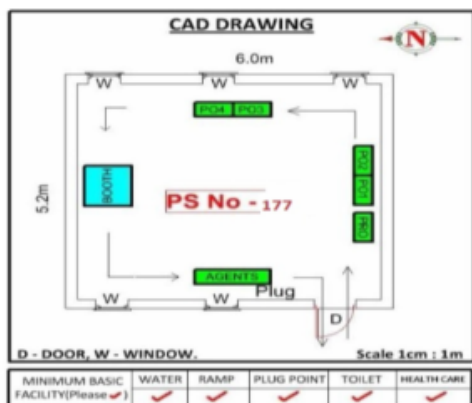 CAD DRAWING
N
6.0m
W W W
PO4 PO3
5.2m
BOOTH
PO2
PO1
PRO
PS No - 177
AGENTS
Plug
W W
D
D - DOOR, W - WINDOW. Scale 1cm : 1m
MINIMUM BASIC FACILITY(Please ✓) WATER RAMP PLUG POINT TOILET HEALTH CARE
✓ ✓ ✓ ✓ ✓